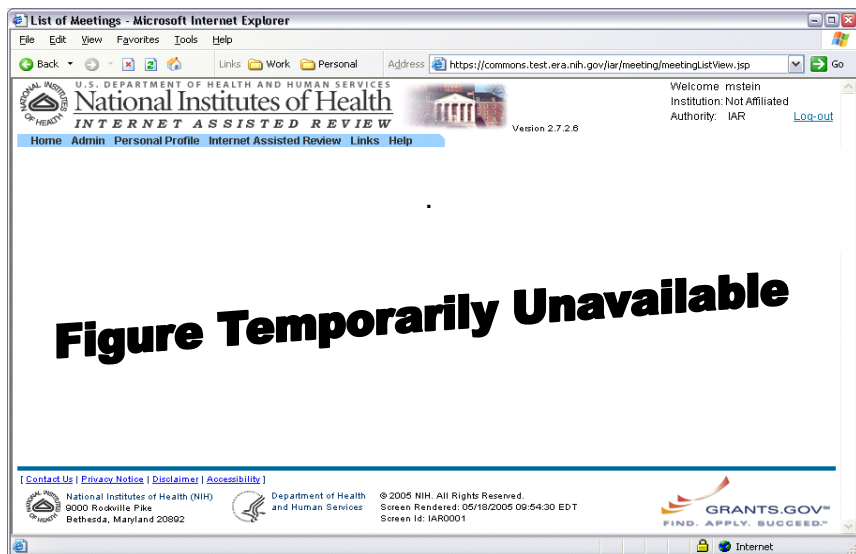 List of Meetings - Microsoft Internet Explorer
File Edit View Favorites Tools Help
Back Links Work Personal Address https://commons.test.era.nih.gov/iar/meeting/meetingListView.jsp Go
U.S. DEPARTMENT OF HEALTH AND HUMAN SERVICES
National Institutes of Health
INTERNET ASSISTED REVIEW
Version 2.7.2.6
Welcome mstein
Institution: Not Affiliated
Authority: IAR Log-out
Home Admin Personal Profile Internet Assisted Review Links Help
.
Figure Temporarily Unavailable
[ Contact Us | Privacy Notice | Disclaimer | Accessibility ]
National Institutes of Health (NIH)
9000 Rockville Pike
Bethesda, Maryland 20892
Department of Health
and Human Services
© 2005 NIH. All Rights Reserved.
Screen Rendered: 05/18/2005 09:54:30 EDT
Screen Id: IAR0001
GRANTS.GOV℠
FIND. APPLY. SUCCEED.℠
Internet